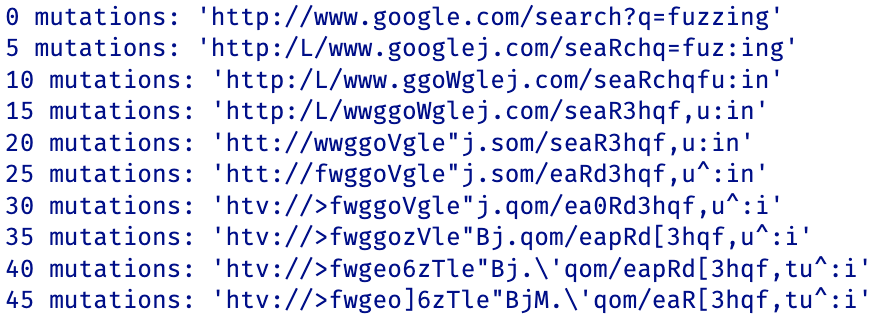 0 mutations: 'http://www.google.com/search?q=fuzzing'
5 mutations: 'http:/L/www.googlej.com/seaRchq=fuz:ing'
10 mutations: 'http:/L/www.ggoWglej.com/seaRchqfu:in'
15 mutations: 'http:/L/wwggoWglej.com/seaR3hqf,u:in'
20 mutations: 'htt://wwggoVgle"j.som/seaR3hqf,u:in'
25 mutations: 'htt://fwggoVgle"j.som/eaRd3hqf,u^:in'
30 mutations: 'htv://>fwggoVgle"j.qom/ea0Rd3hqf,u^:i'
35 mutations: 'htv://>fwggozVle"Bj.qom/eapRd[3hqf,u^:i'
40 mutations: 'htv://>fwgeo6zTle"Bj.\'qom/eapRd[3hqf,tu^:i'
45 mutations: 'htv://>fwgeo]6zTle"BjM.\'qom/eaR[3hqf,tu^:i'